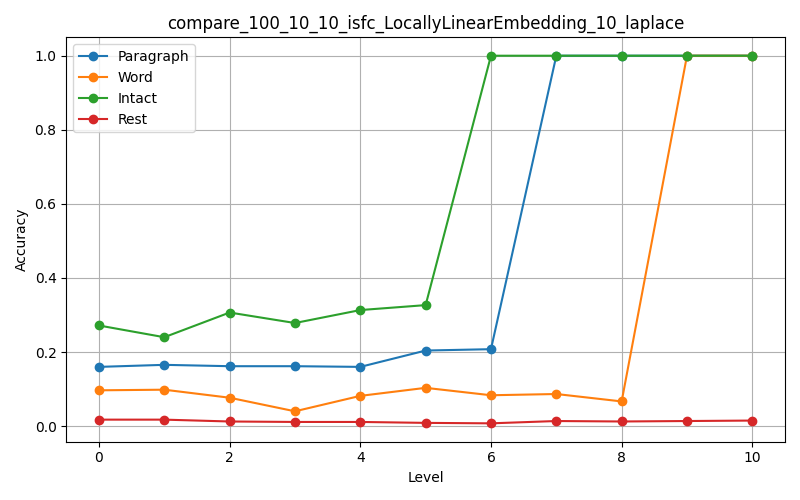 compare_100_10_10_isfc_LocallyLinearEmbedding_10_laplace
Paragraph
Word
Intact
Rest
Accuracy
1.0
0.8
0.6
0.4
0.2
0.0
0 2 4 6 8 10
Level